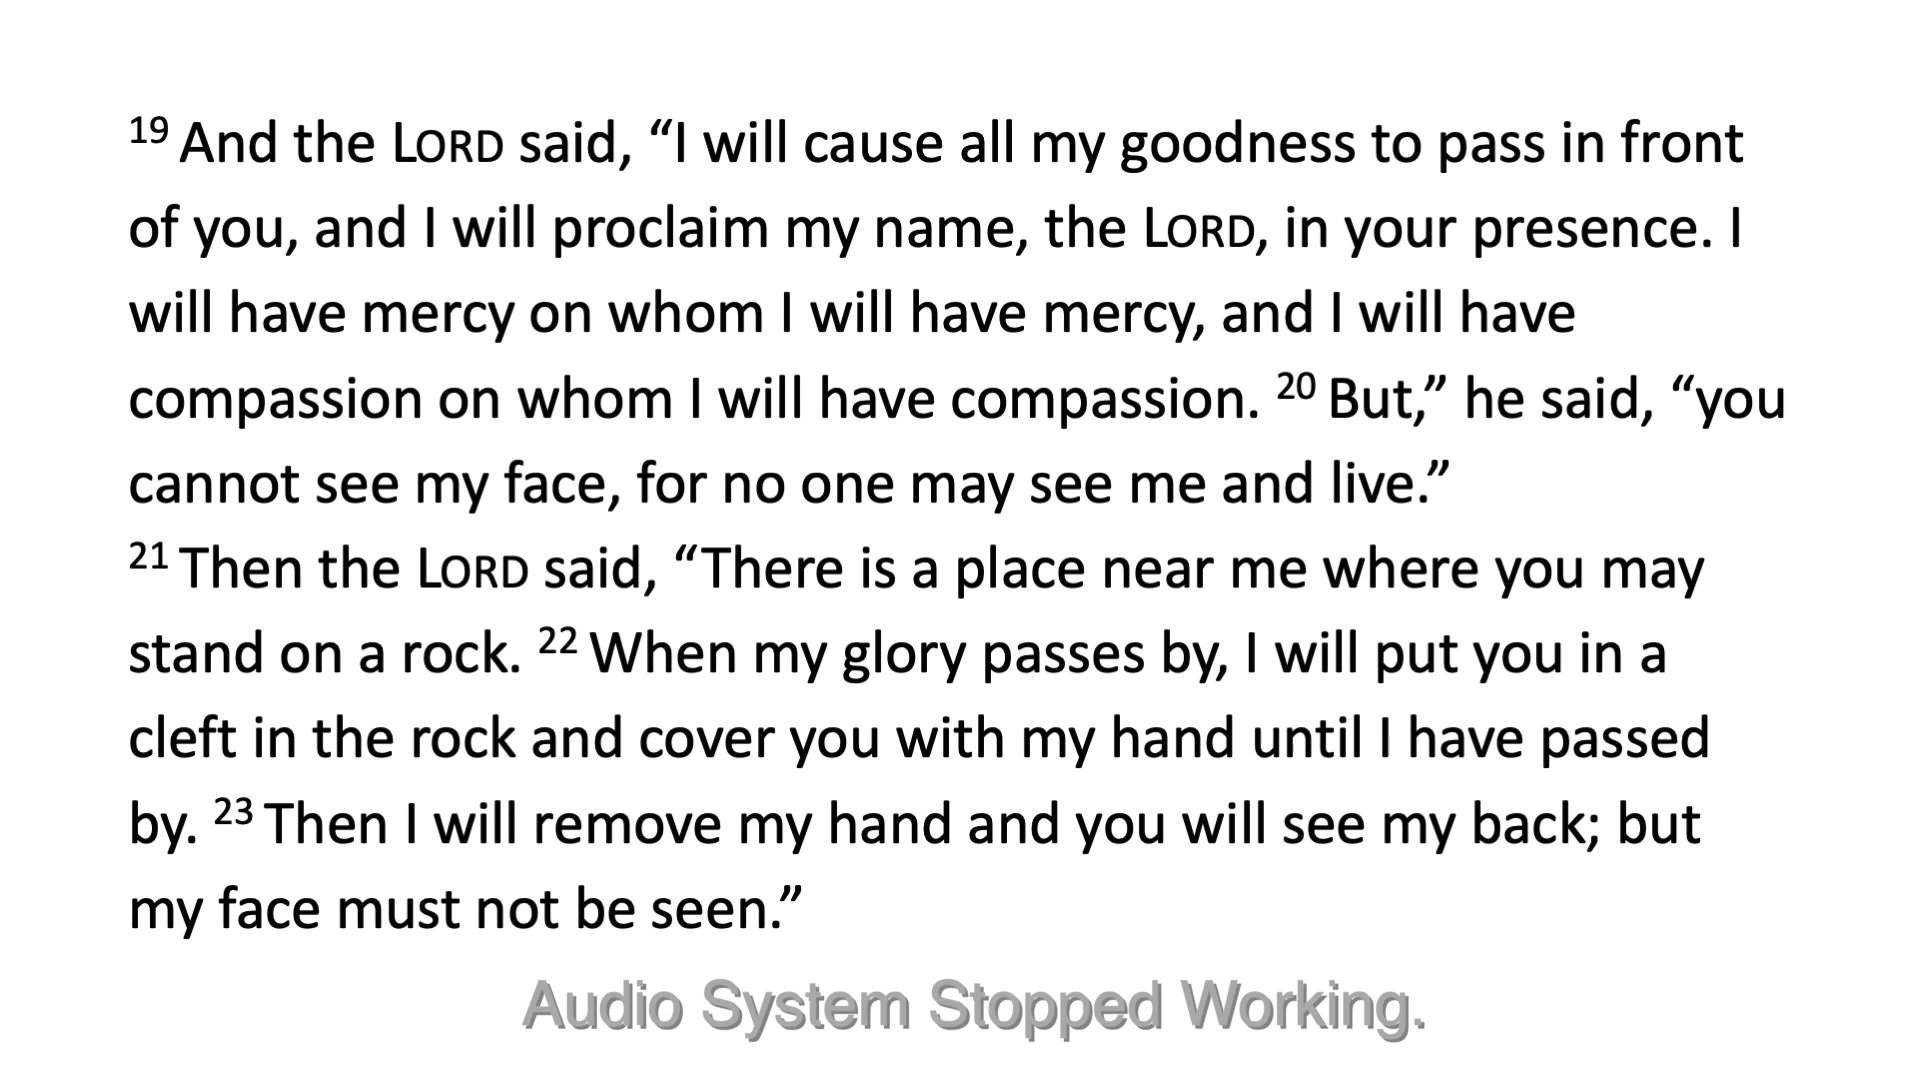 19 And the LORD said, “I will cause all my goodness to pass in front
of you, and I will proclaim my name, the LORD, in your presence. I
will have mercy on whom I will have mercy, and I will have
compassion on whom I will have compassion. 20 But,” he said, “you
cannot see my face, for no one may see me and live.”
21 Then the LORD said, “There is a place near me where you may
stand on a rock. 22 When my glory passes by, I will put you in a
cleft in the rock and cover you with my hand until I have passed
by. 23 Then I will remove my hand and you will see my back; but
my face must not be seen.”
Audio System Stopped Working.